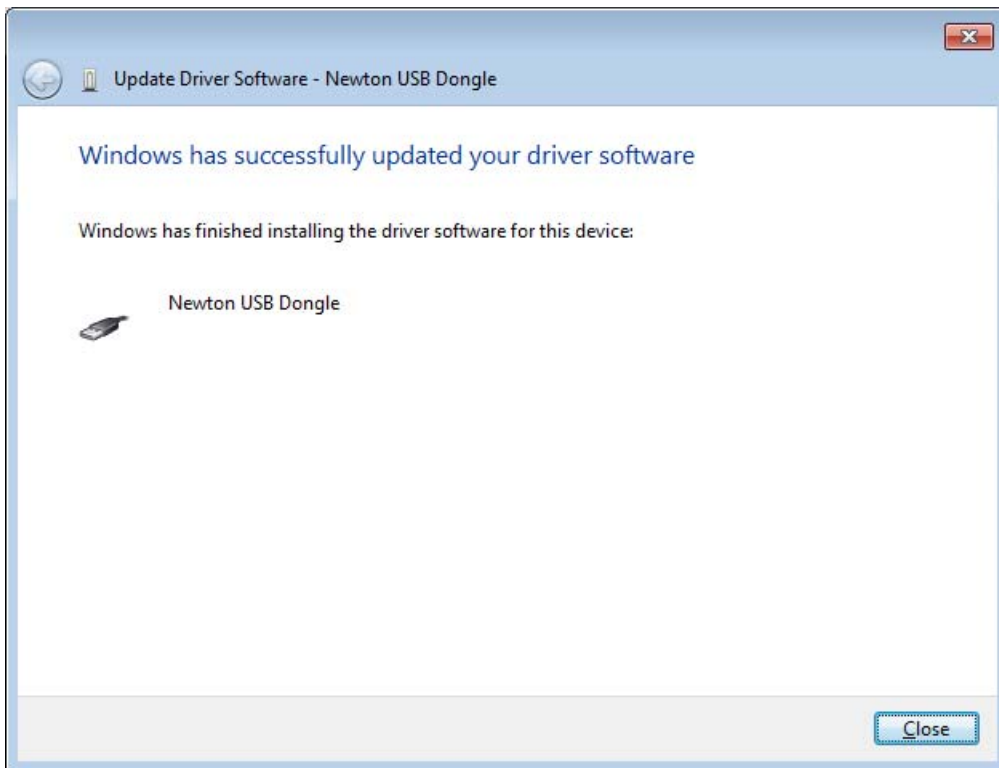 Update Driver Software - Newton USB Dongle
Windows has successfully updated your driver software
Windows has finished installing the driver software for this device:
Newton USB Dongle
Close